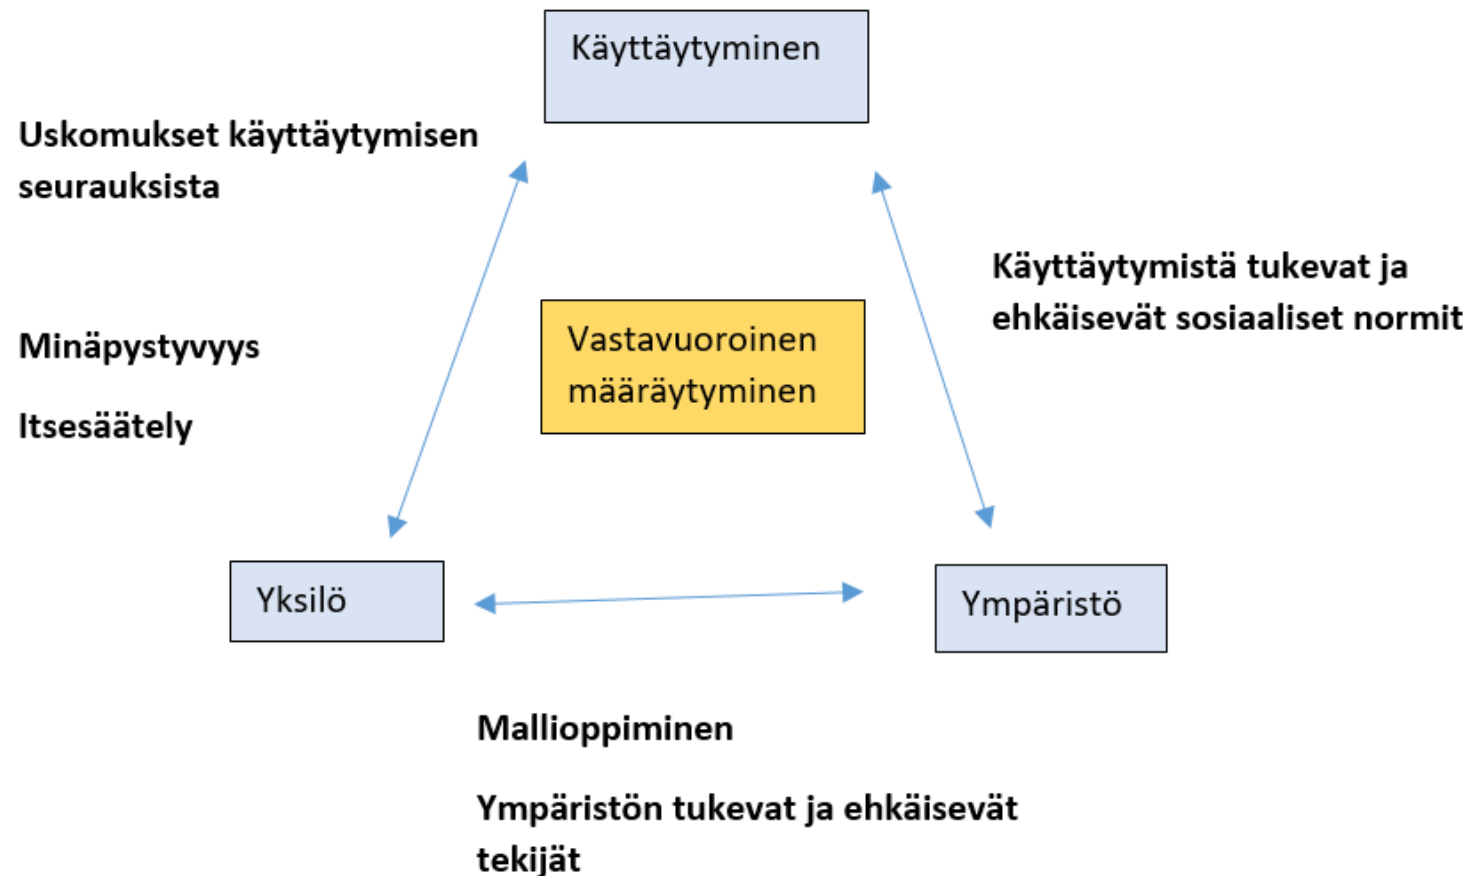 Käyttäytyminen
Uskomukset käyttäytymisen
seurauksista
Käyttäytymistä tukevat ja
ehkäisevät sosiaaliset normit
Vastavuoroinen
määräytyminen
Minäpystyvyys
Itsesäätely
Yksilö
Ympäristö
Mallioppiminen
Ympäristön tukevat ja ehkäisevät
tekijät